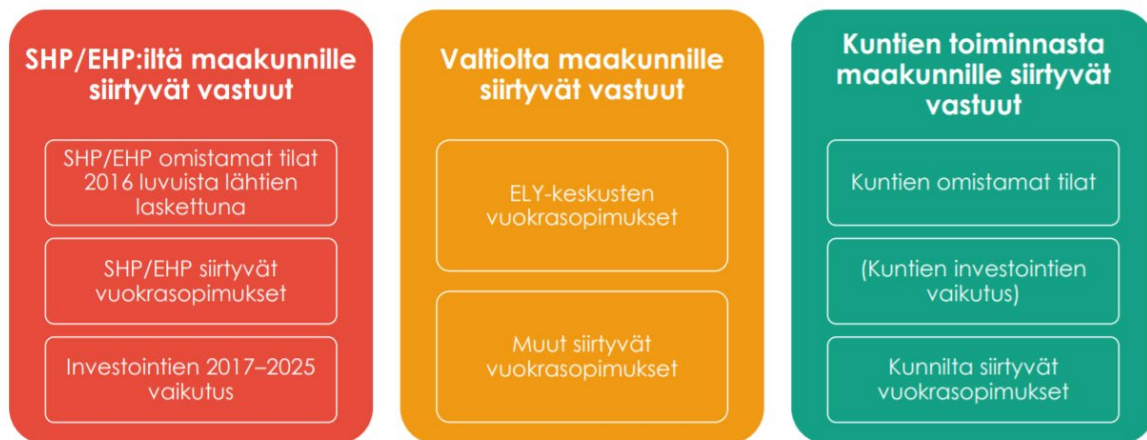 SHP/EHP:iltä maakunnille
siirtyvät vastuut
SHP/EHP omistamat tilat
2016 luvuista lähtien
laskettuna
SHP/EHP siirtyvät
vuokrasopimukset
Investointien 2017–2025
vaikutus
Valtiolta maakunnille
siirtyvät vastuut
ELY-keskusten
vuokrasopimukset
Muut siirtyvät
vuokrasopimukset
Kuntien toiminnasta
maakunnille siirtyvät
vastuut
Kuntien omistamat tilat
(Kuntien investointien
vaikutus)
Kunnilta siirtyvät
vuokrasopimukset